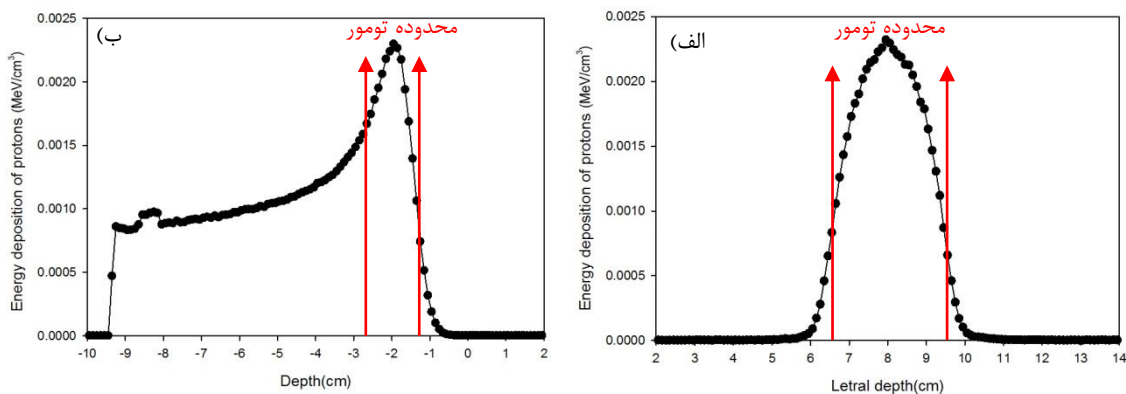 ب)
محدوده تومور
Energy deposition of protons (MeV/cm³)
0.0025
0.0020
0.0015
0.0010
0.0005
0.0000
-10 -9 -8 -7 -6 -5 -4 -3 -2 -1 0 1 2
Depth(cm)
الف)
محدوده تومور
Energy deposition of protons (MeV/cm³)
0.0025
0.0020
0.0015
0.0010
0.0005
0.0000
2 3 4 5 6 7 8 9 10 11 12 13 14
Letral depth(cm)